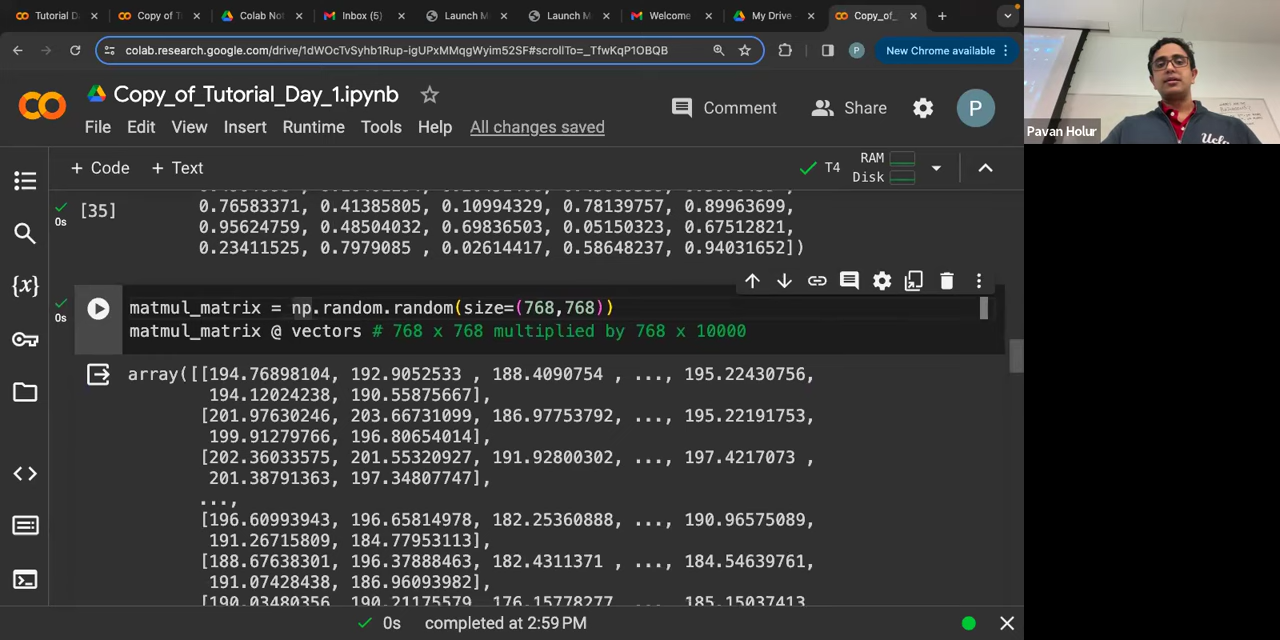 Tutorial D
Copy of T
Colab Not
Inbox (5)
Launch M
Launch M
Welcome
My Drive
Copy_of_
colab.research.google.com/drive/1dWOcTvSyhb1Rup-igUPxMMqgWyim52SF#scrollTo=_TfwKqP1OBQB
P
New Chrome available
Copy_of_Tutorial_Day_1.ipynb
Comment
Share
P
File Edit View Insert Runtime Tools Help All changes saved
+ Code + Text
T4
RAM
Disk
[35]
0s
0.76583371, 0.41385805, 0.10994329, 0.78139757, 0.89963699,
0.95624759, 0.48504032, 0.69836503, 0.05150323, 0.67512821,
0.23411525, 0.7979085 , 0.02614417, 0.58648237, 0.94031652])
0s
matmul_matrix = np.random.random(size=(768,768))
matmul_matrix @ vectors # 768 x 768 multiplied by 768 x 10000
array([[194.76898104, 192.9052533 , 188.4090754 , ..., 195.22430756,
194.12024238, 190.55875667],
[201.97630246, 203.66731099, 186.97753792, ..., 195.22191753,
199.91279766, 196.80654014],
[202.36033575, 201.55320927, 191.92800302, ..., 197.4217073 ,
201.38791363, 197.34807747],
...,
[196.60993943, 196.65814978, 182.25360888, ..., 190.96575089,
191.26715809, 184.77953113],
[188.67638301, 196.37888463, 182.4311371 , ..., 184.54639761,
191.07428438, 186.96093982],
[190.03480356, 190.21175579, 176.15778277, ..., 185.15037413
{x}
0s completed at 2:59 PM
Pavan Holur